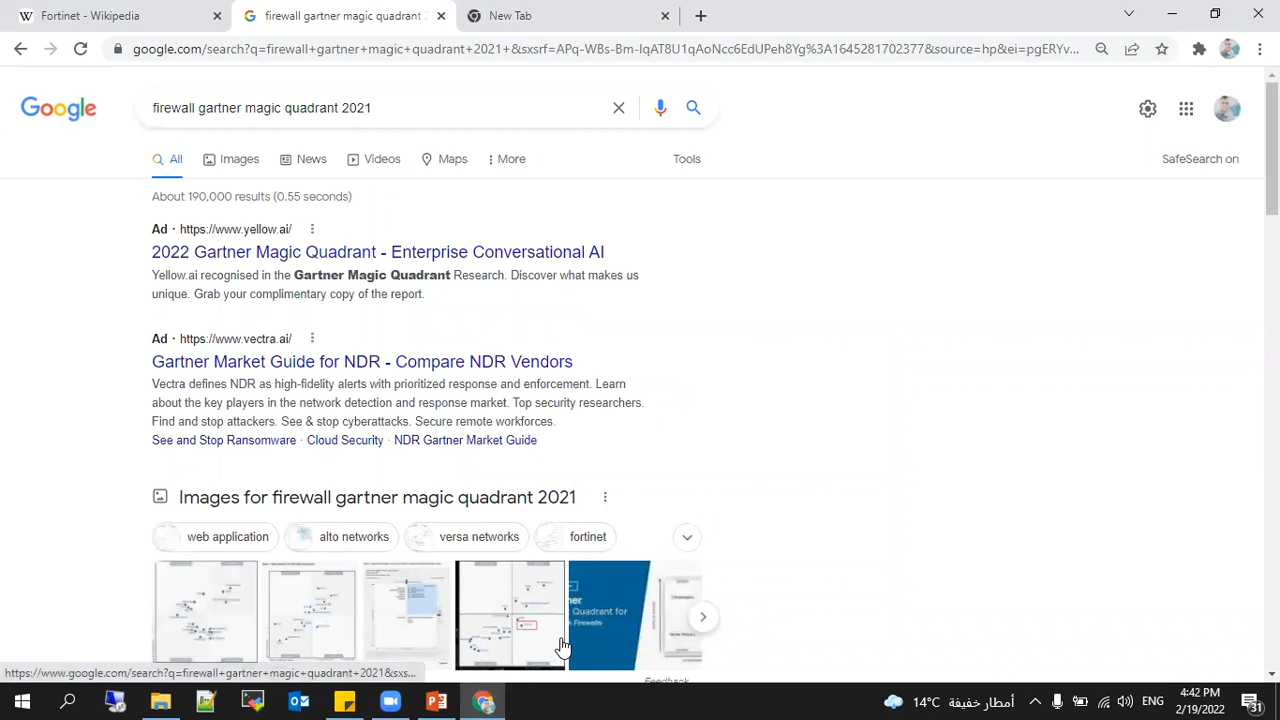 Fortinet - Wikipedia
firewall gartner magic quadrant 2
New Tab
google.com/search?q=firewall+gartner+magic+quadrant+2021+&sxsrf=APq-WBs-Bm-IqAT8U1qAoNcc6EdUPeh8Yg%3A1645281702377&source=hp&ei=pgERYv...
Google
firewall gartner magic quadrant 2021
All
Images
News
Videos
Maps
More
Tools
SafeSearch on
About 190,000 results (0.55 seconds)
Ad · https://www.yellow.ai/
2022 Gartner Magic Quadrant - Enterprise Conversational AI
Yellow.ai recognised in the Gartner Magic Quadrant Research. Discover what makes us
unique. Grab your complimentary copy of the report.
Ad · https://www.vectra.ai/
Gartner Market Guide for NDR - Compare NDR Vendors
Vectra defines NDR as high-fidelity alerts with prioritized response and enforcement. Learn
about the key players in the network detection and response market. Top security researchers.
Find and stop attackers. See & stop cyberattacks. Secure remote workforces.
See and Stop Ransomware · Cloud Security · NDR Gartner Market Guide
Images for firewall gartner magic quadrant 2021
web application
alto networks
versa networks
fortinet
Quadrant for
Firewalls
Feedback
https://www.google.com/search?q=firewall+gartner+magic+quadrant+2021&sxs...
14°C أمطار خفيفة
ENG
4:42 PM
2/19/2022
31